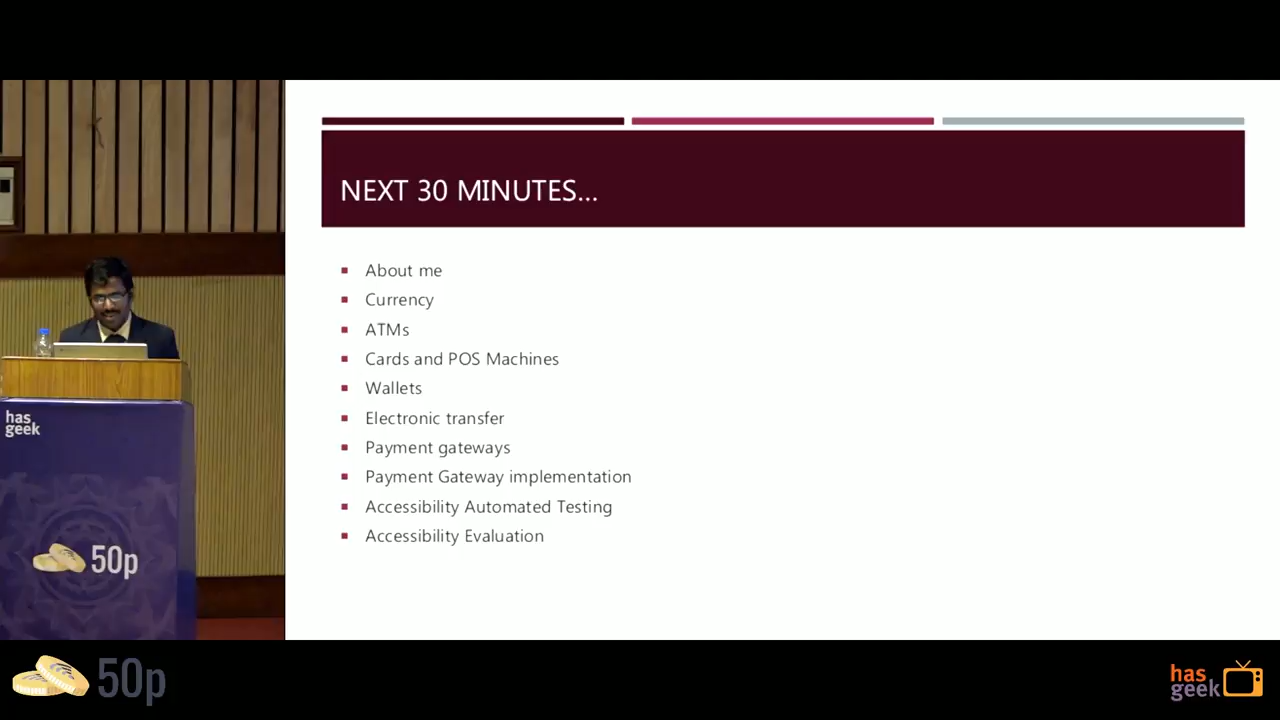 NEXT 30 MINUTES...
About me
Currency
ATMs
Cards and POS Machines
Wallets
Electronic transfer
Payment gateways
Payment Gateway implementation
Accessibility Automated Testing
Accessibility Evaluation
has
geek
50p
50p
has
geek